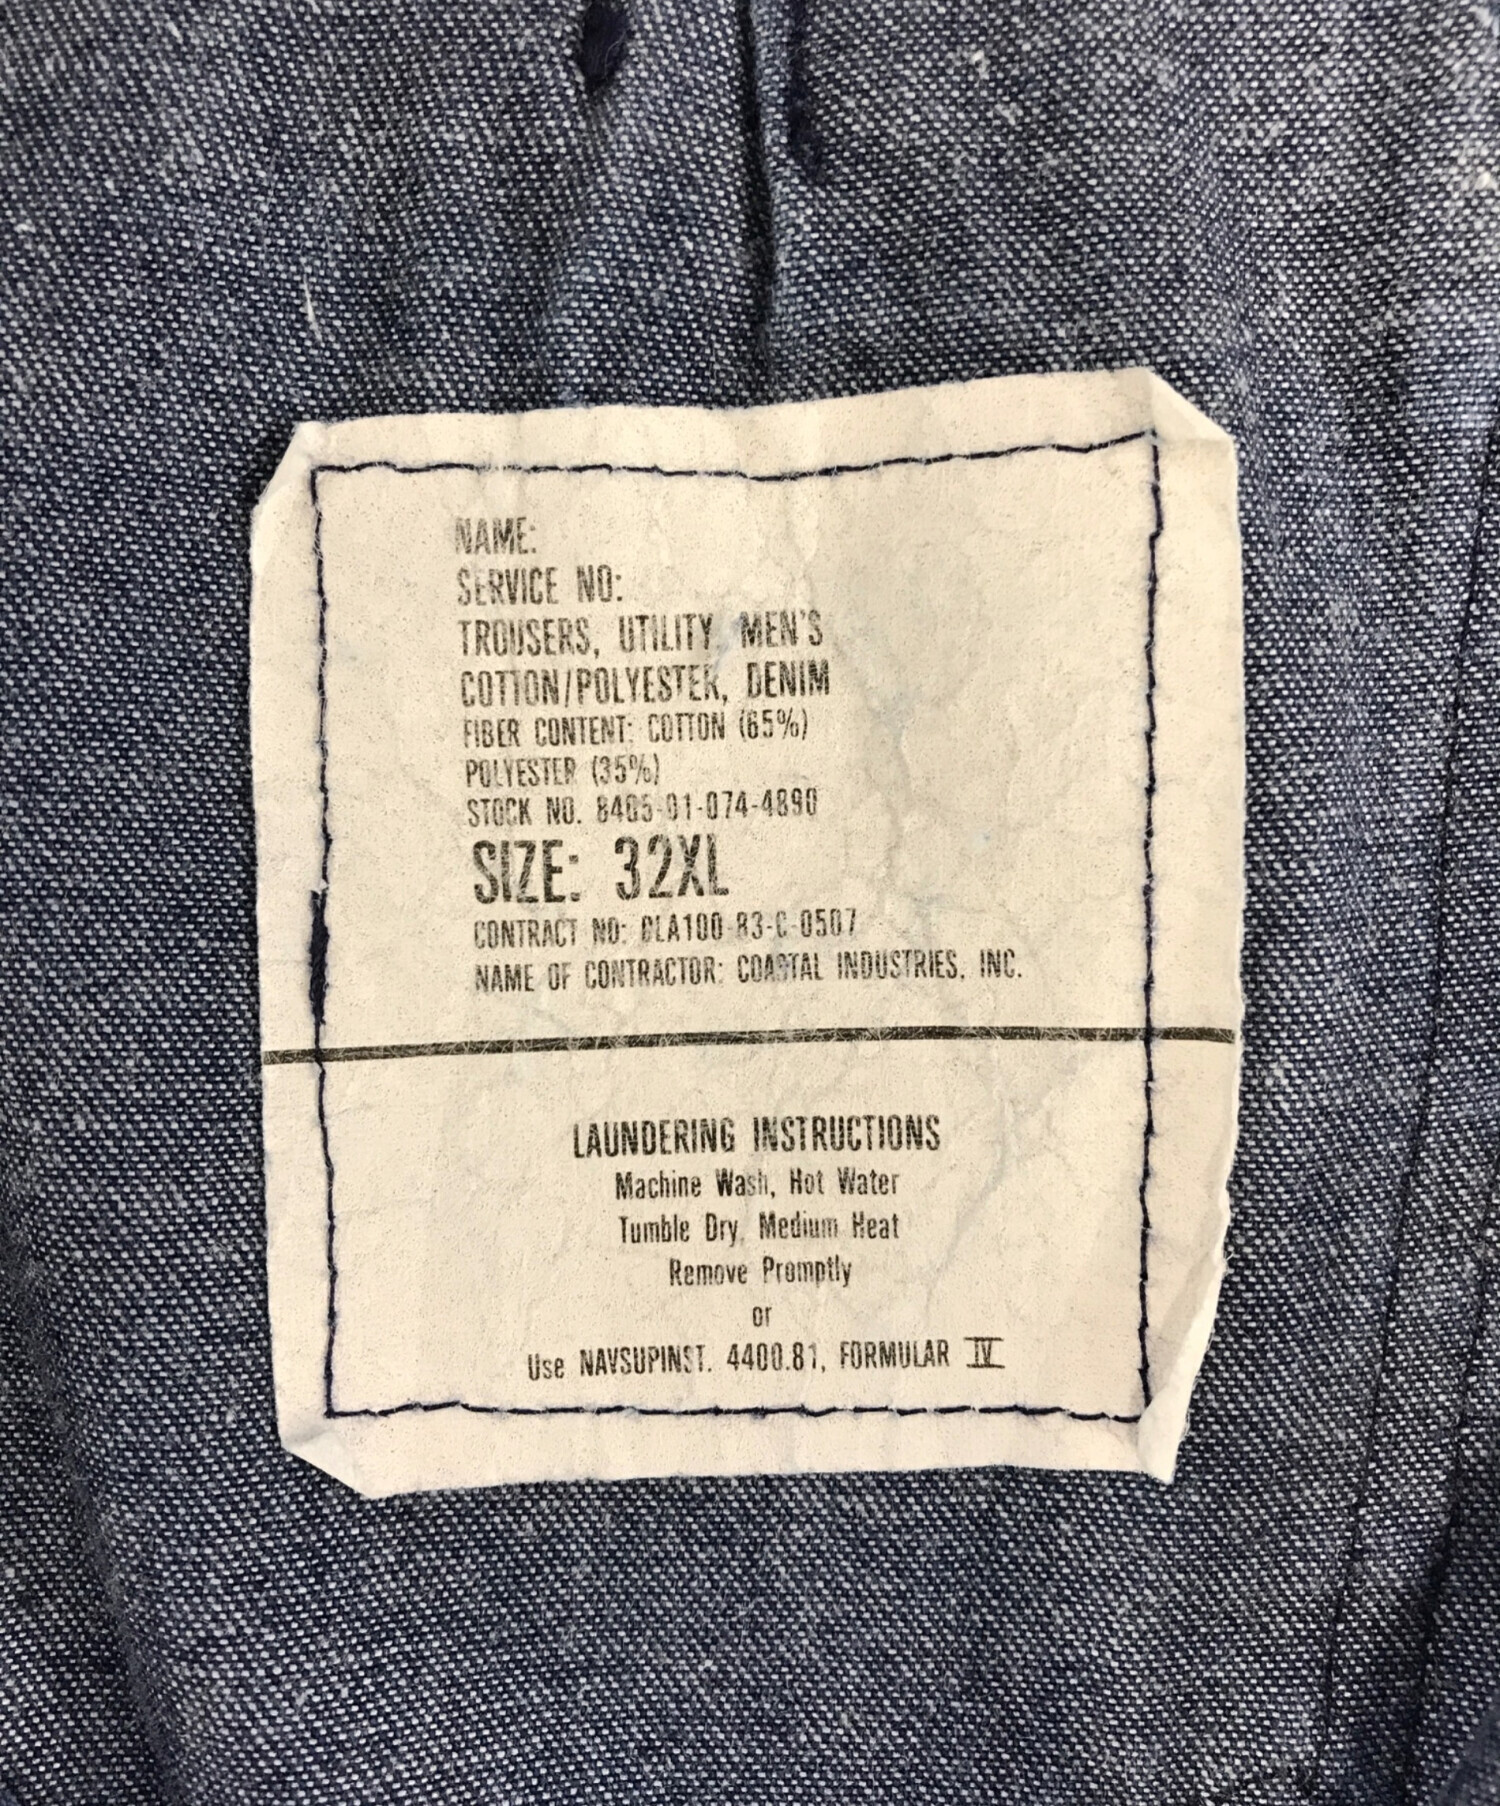 NAME:
SERVICE NO:
TROUSERS, UTILITY, MEN'S
COTTON/POLYESTER, DENIM
FIBER CONTENT: COTTON (65%)
POLYESTER (35%)
STOCK NO. 8405-01-074-4890
SIZE: 32XL
CONTRACT NO: DLA100-83-C-0507
NAME OF CONTRACTOR: COASTAL INDUSTRIES, INC.
LAUNDERING INSTRUCTIONS
Machine Wash, Hot Water
Tumble Dry, Medium Heat
Remove Promptly
or
Use NAVSUPINST. 4400.81, FORMULAR IV